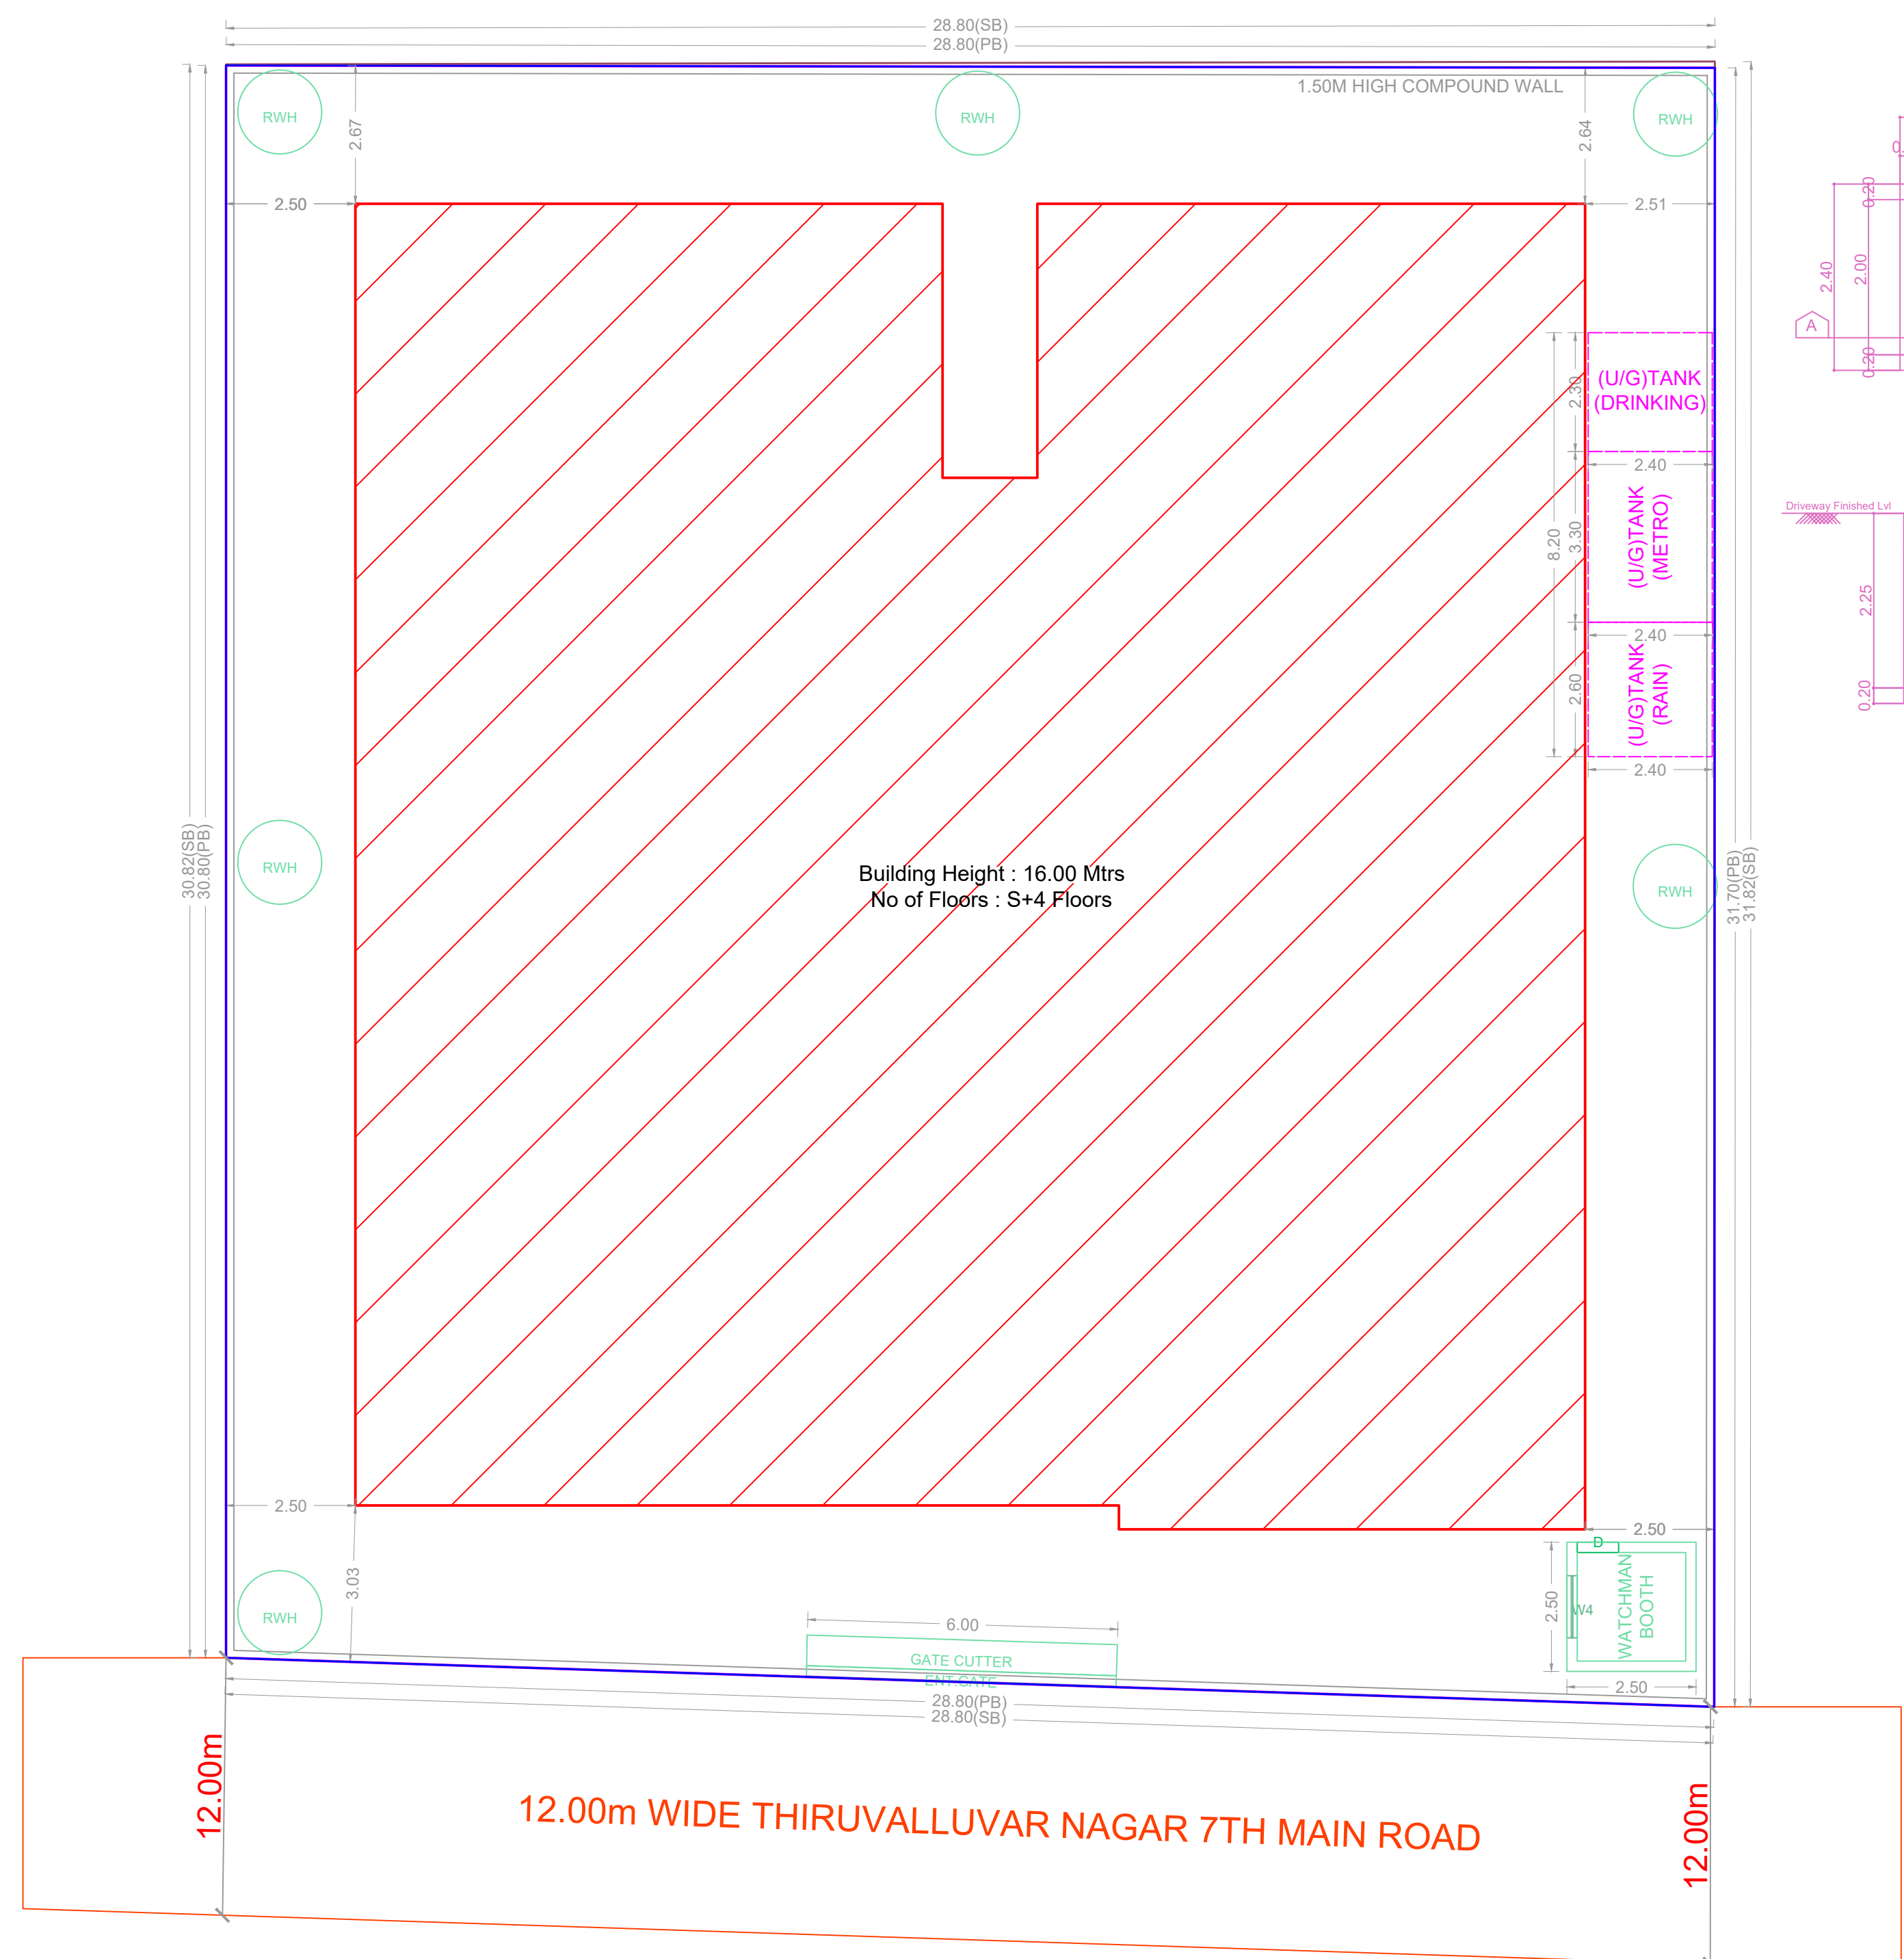 28.80(SB)
28.80(PB)
1.50M HIGH COMPOUND WALL
RWH
RWH
RWH
2.67
2.64
2.50
2.51
0.20
2.40
2.00
A
0.20
2.30
(U/G)TANK
(DRINKING)
2.40
8.20
3.30
(U/G)TANK
(METRO)
Driveway Finished Lvl
2.25
0.20
2.40
2.60
(U/G)TANK
(RAIN)
2.40
30.82(SB)
30.80(PB)
31.70(PB)
31.82(SB)
RWH
RWH
Building Height : 16.00 Mtrs
No of Floors : S+4 Floors
2.50
2.50
3.03
D
2.50
W4
WATCHMAN
BOOTH
2.50
RWH
6.00
GATE CUTTER
ENT.GATE
28.80(PB)
28.80(SB)
12.00m
12.00m WIDE THIRUVALLUVAR NAGAR 7TH MAIN ROAD
12.00m